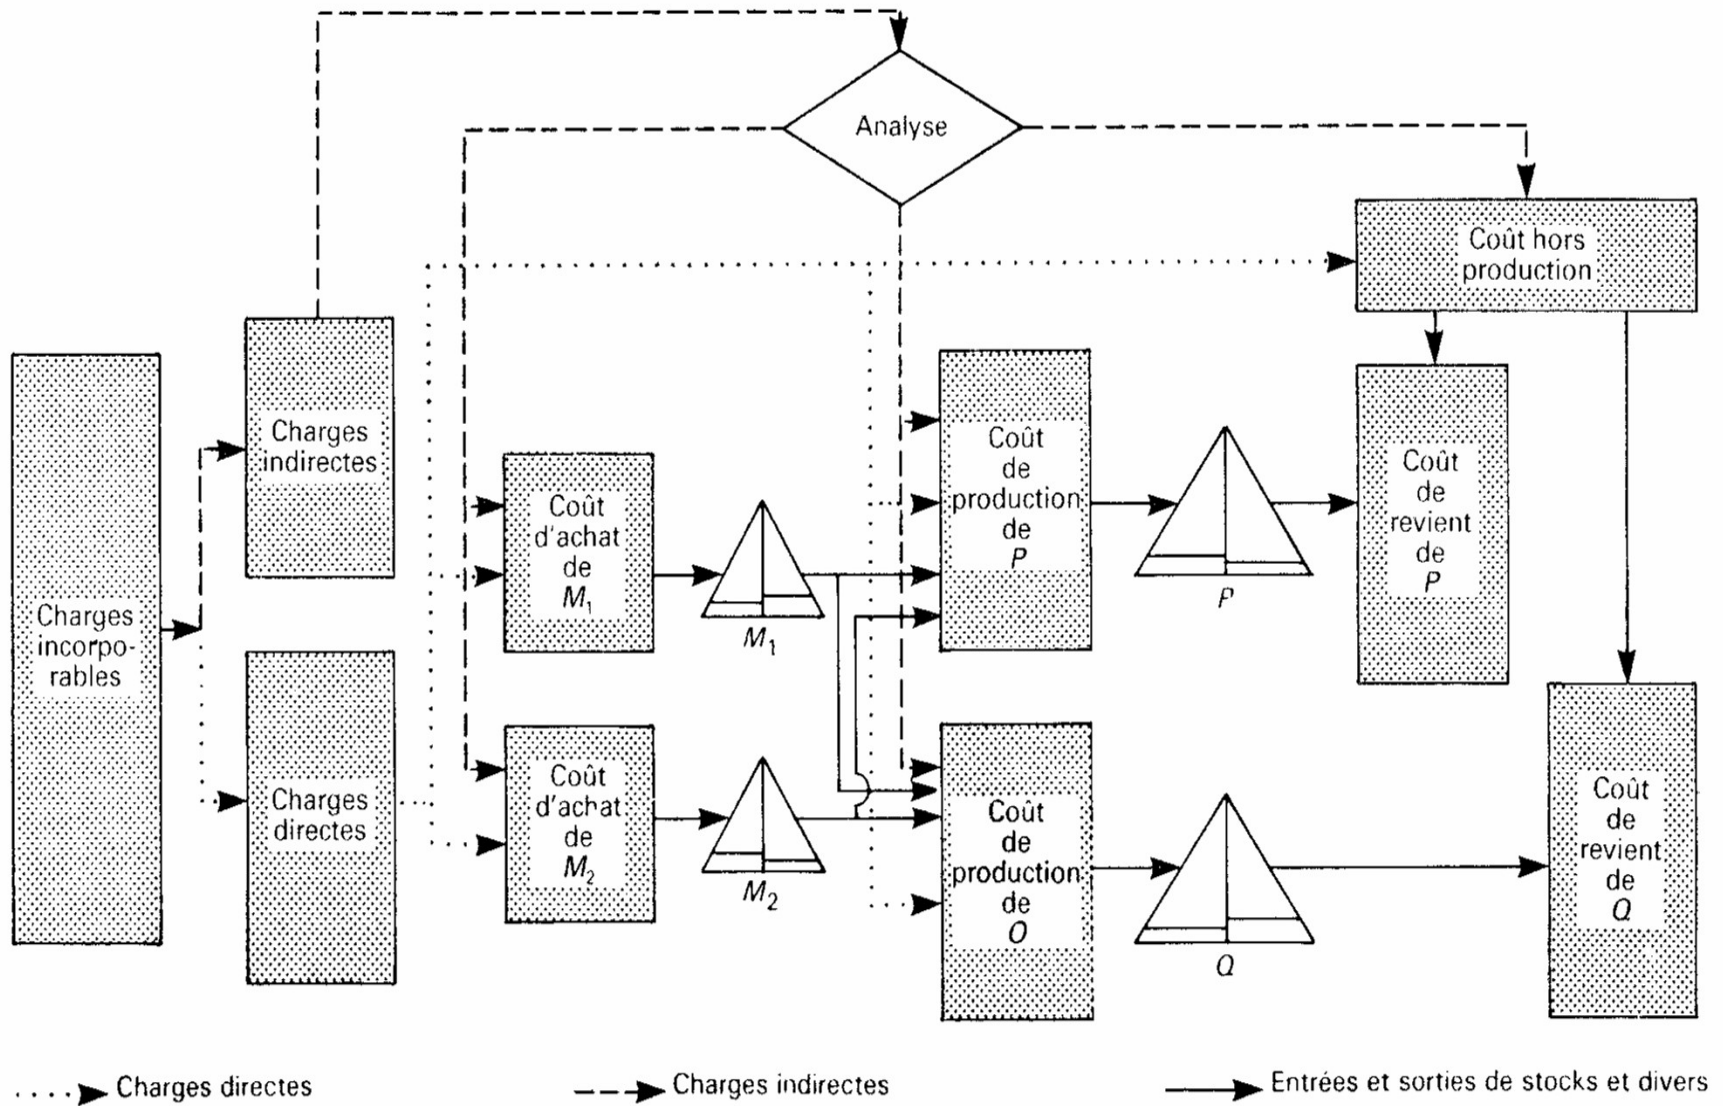 Analyse
Coût hors
production
Charges
indirectes
Charges
incorpo-
rables
Charges
directes
Coût
d'achat
de
M₁
M₁
Coût
d'achat
de
M₂
M₂
Coût
de
production
de
P
P
Coût
de
revient
de
P
Coût
de
production
de
O
Q
Coût
de
revient
de
Q
Charges directes
Charges indirectes
Entrées et sorties de stocks et divers